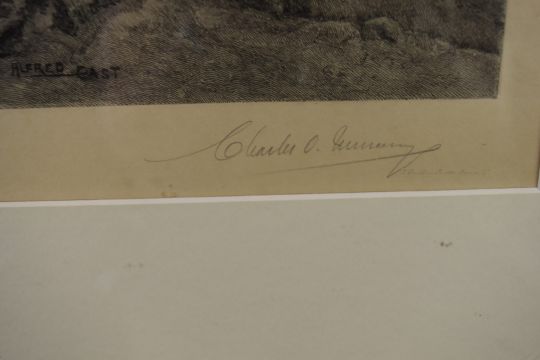 ALFRED EAST
Charles O. Murray